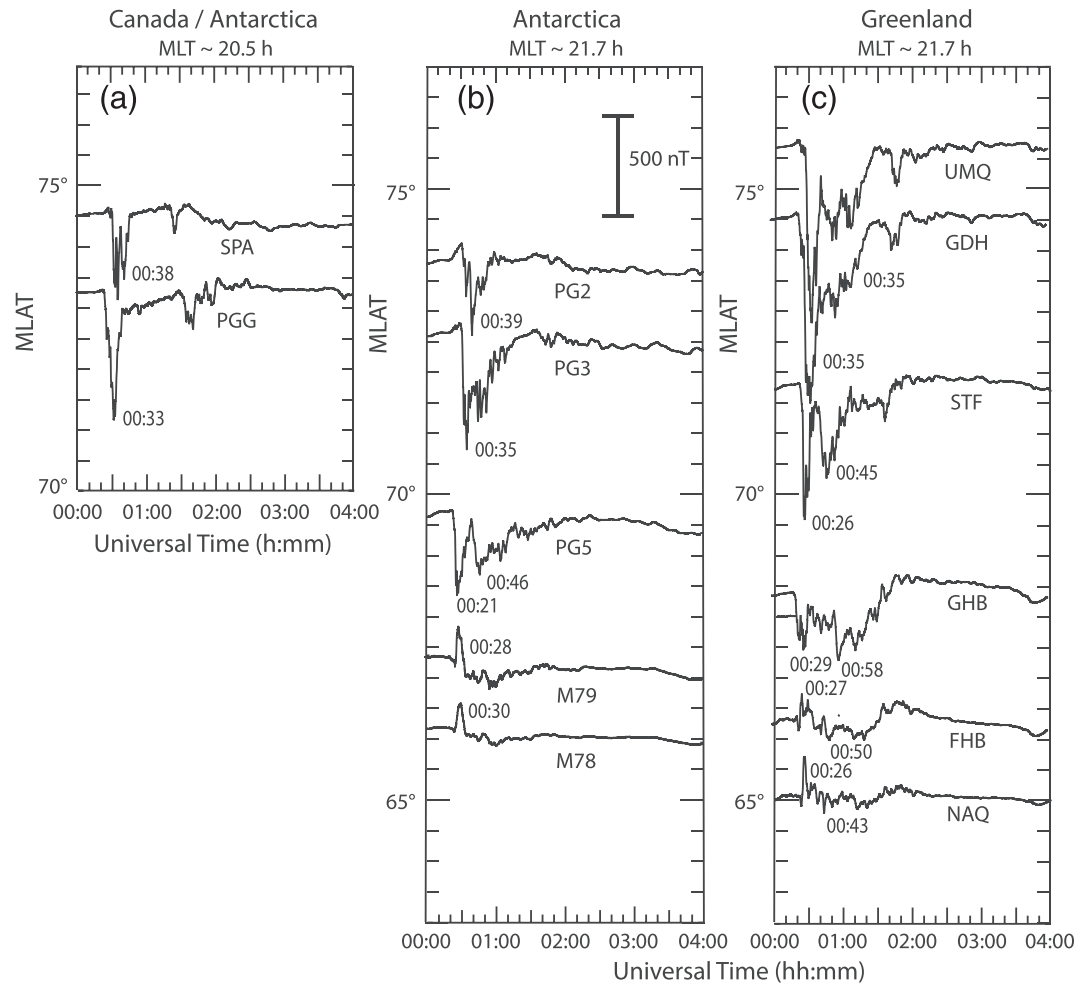 Canada / Antarctica
MLT ~ 20.5 h
Antarctica
MLT ~ 21.7 h
Greenland
MLT ~ 21.7 h
(a)
75°
SPA
00:38
PGG
00:33
70°
MLAT
00:00 01:00 02:00 03:00 04:00
Universal Time (h:mm)
(b)
500 nT
75°
PG2
00:39
PG3
00:35
70°
PG5
00:46
00:21
00:28
M79
00:30
M78
65°
MLAT
00:00 01:00 02:00 03:00 04:00
(c)
UMQ
75°
GDH
00:35
00:35
STF
00:45
70°
00:26
GHB
00:29 00:58
00:27
FHB
00:50
00:26
65°
NAQ
00:43
MLAT
00:00 01:00 02:00 03:00 04:00
Universal Time (hh:mm)